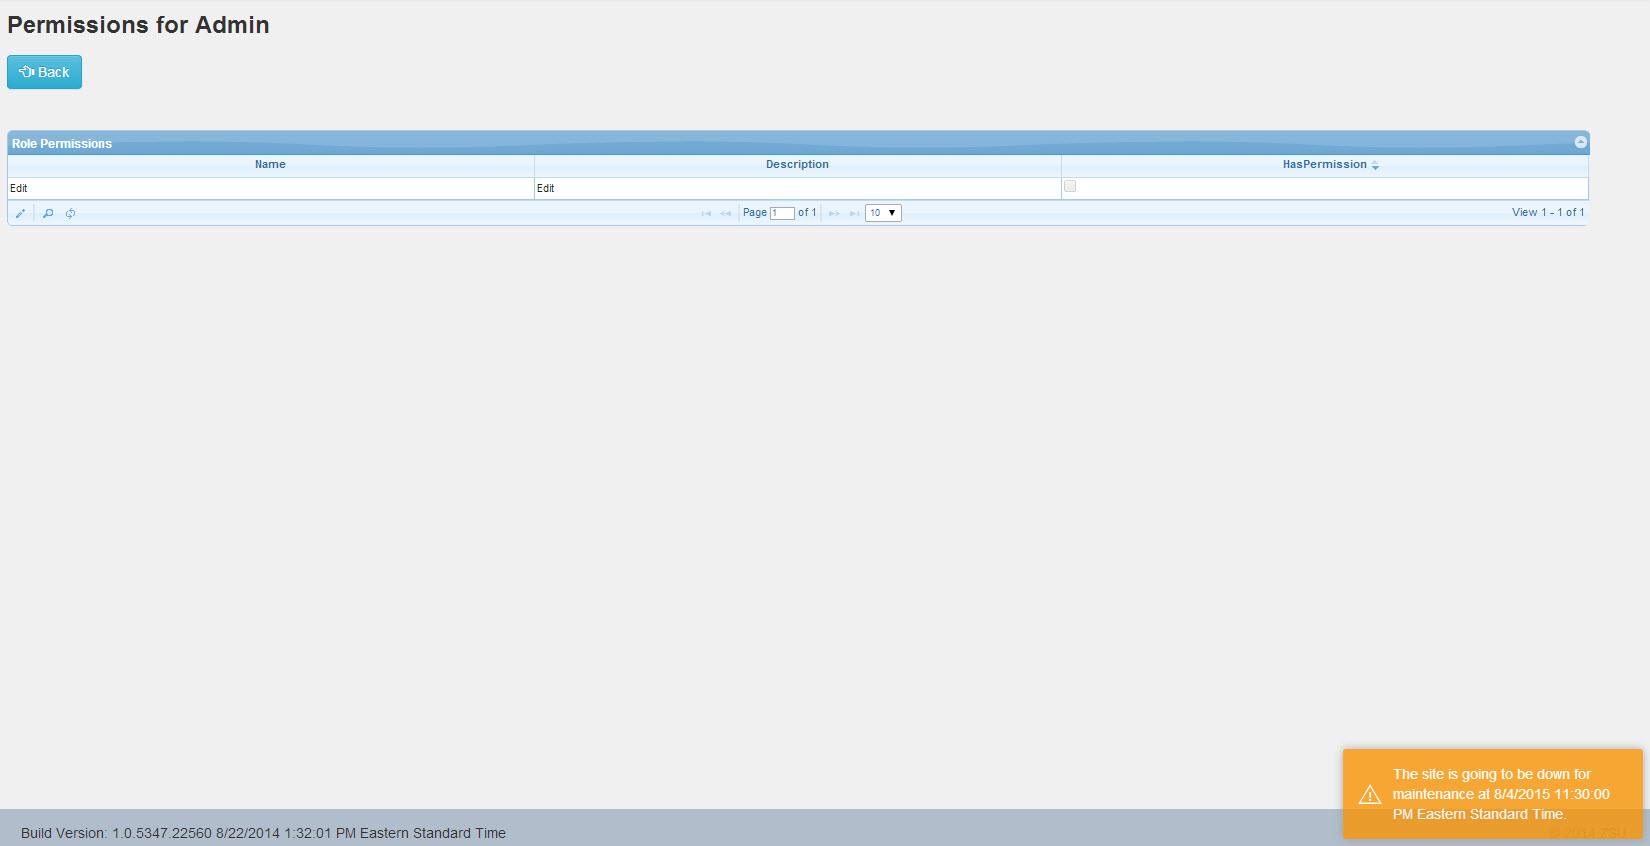 Permissions for Admin
Back
Role Permissions
Name Description HasPermission
Edit Edit
Page 1 of 1 10 View 1 - 1 of 1
The site is going to be down for
maintenance at 8/4/2015 11:30:00
PM Eastern Standard Time.
Build Version: 1.0.5347.22560 8/22/2014 1:32:01 PM Eastern Standard Time
© 2014 ZSU